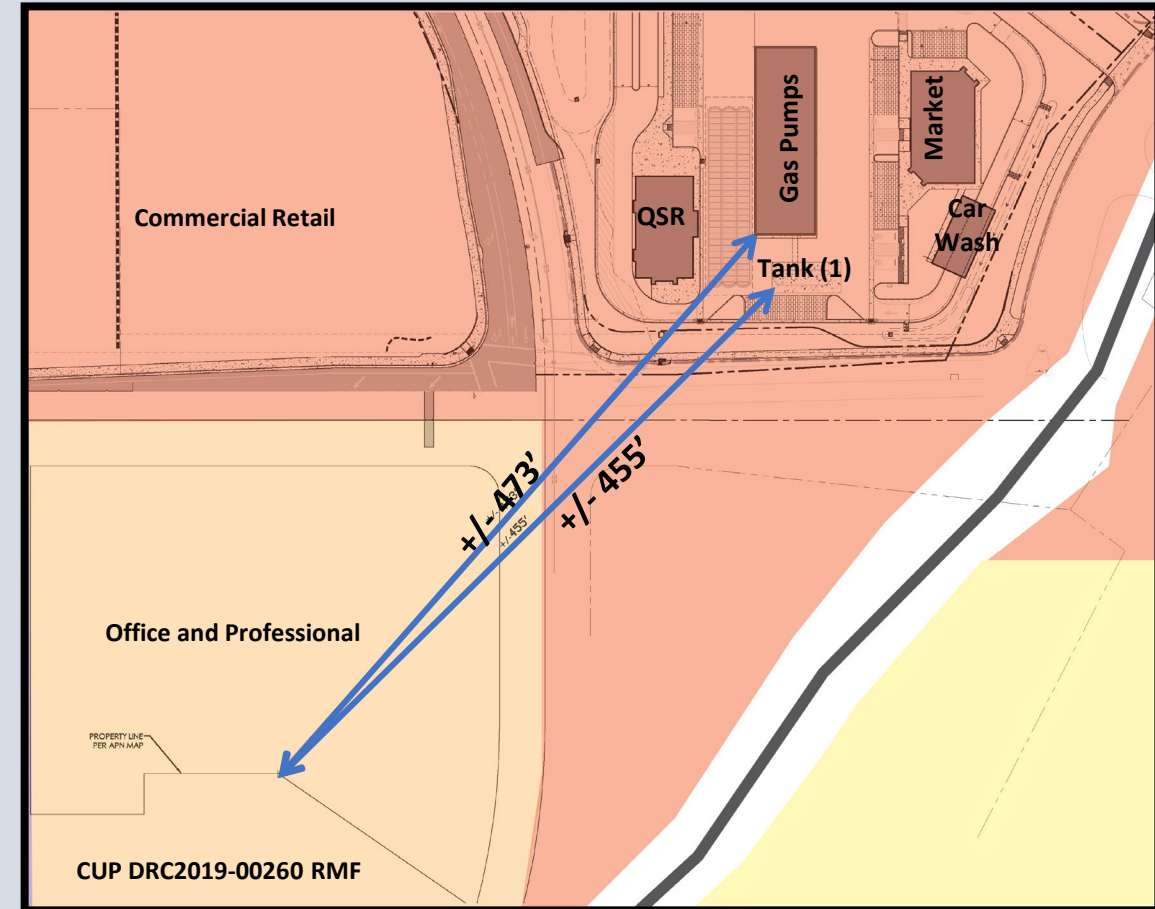 Gas Pumps
Market
Commercial Retail
QSR
Car
Wash
Tank (1)
+/- 473’
+/- 455’
+/-455'
Office and Professional
PROPERTY LINE
PER APN MAP
CUP DRC2019-00260 RMF